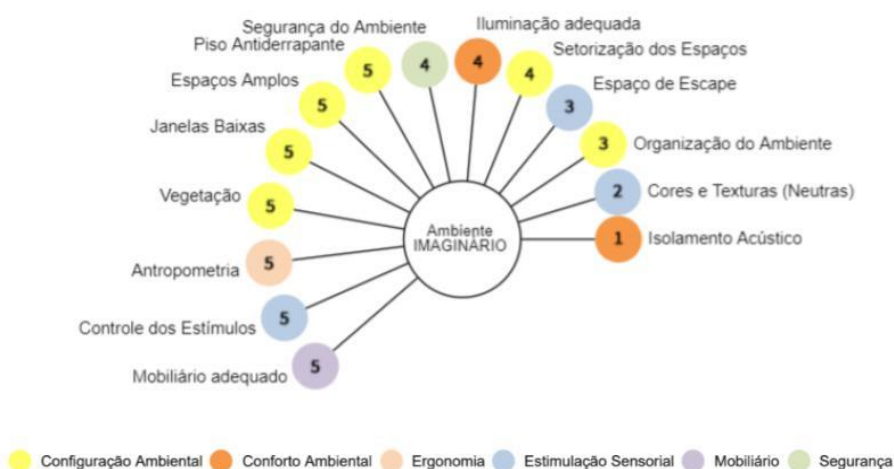 Segurança do Ambiente
Iluminação adequada
Piso Antiderrapante
Setorização dos Espaços
5
4
4
4
Espaços Amplos
Espaço de Escape
5
3
Janelas Baixas
5
3
Organização do Ambiente
Vegetação
5
2
Cores e Texturas (Neutras)
Ambiente
IMAGINÁRIO
1
Isolamento Acústico
Antropometria
5
Controle dos Estímulos
5
Mobiliário adequado
5
Configuração Ambiental
Conforto Ambiental
Ergonomia
Estimulação Sensorial
Mobiliário
Segurança